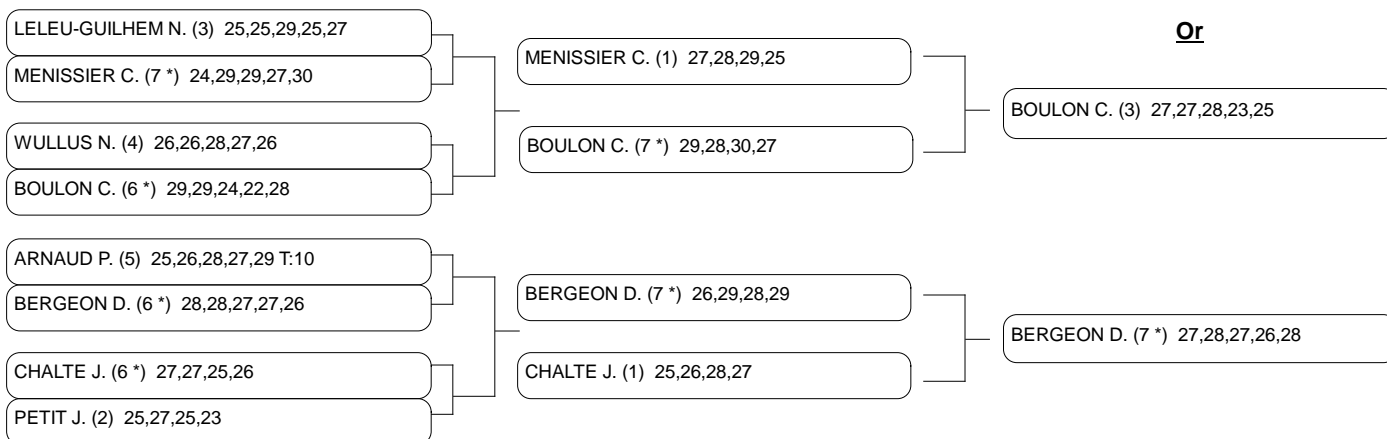 LELEU-GUILHEM N. (3) 25,25,29,25,27
MENISSIER C. (7 *) 24,29,29,27,30
WULLUS N. (4) 26,26,28,27,26
BOULON C. (6 *) 29,29,24,22,28
ARNAUD P. (5) 25,26,28,27,29 T:10
BERGEON D. (6 *) 28,28,27,27,26
CHALTE J. (6 *) 27,27,25,26
PETIT J. (2) 25,27,25,23
MENISSIER C. (1) 27,28,29,25
BOULON C. (7 *) 29,28,30,27
BERGEON D. (7 *) 26,29,28,29
CHALTE J. (1) 25,26,28,27
Or
BOULON C. (3) 27,27,28,23,25
BERGEON D. (7 *) 27,28,27,26,28